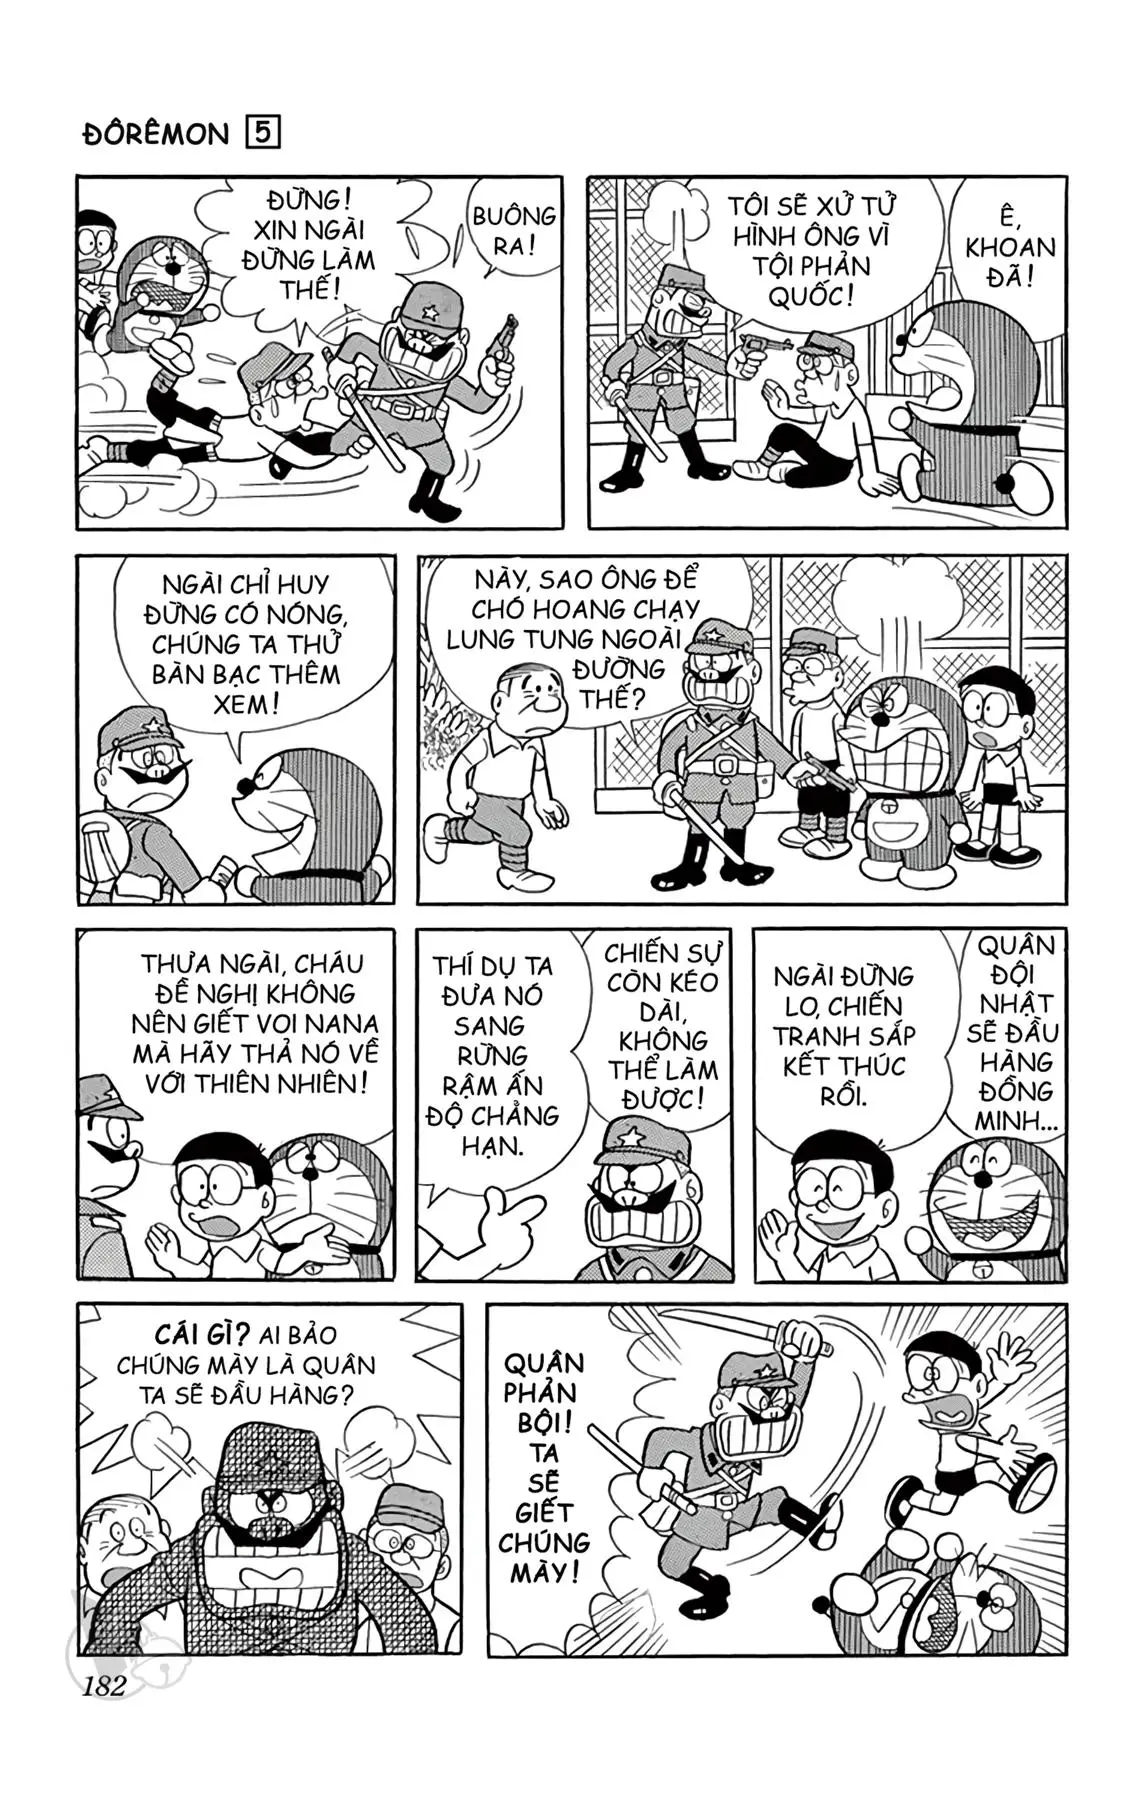 ĐÔRÊMON 5
ĐỪNG!
XIN NGÀI
ĐỪNG LÀM
THẾ!
BUÔNG
RA!
TÔI SẼ XỬ TỬ
HÌNH ÔNG VÌ
TỘI PHẢN
QUỐC!
Ê,
KHOAN
ĐÃ!
NGÀI CHỈ HUY
ĐỪNG CÓ NÓNG,
CHÚNG TA THỬ
BÀN BẠC THÊM
XEM!
NÀY, SAO ÔNG ĐỂ
CHÓ HOANG CHẠY
LUNG TUNG NGOÀI
ĐƯỜNG
THẾ?
THƯA NGÀI, CHÁU
ĐỀ NGHỊ KHÔNG
NÊN GIẾT VOI NANA
MÀ HÃY THẢ NÓ VỀ
VỚI THIÊN NHIÊN!
THÍ DỤ TA
ĐƯA NÓ
SANG
RỪNG
RẬM ẤN
ĐỘ CHẲNG
HẠN.
CHIẾN SỰ
CÒN KÉO
DÀI,
KHÔNG
THỂ LÀM
ĐƯỢC!
NGÀI ĐỪNG
LO, CHIẾN
TRANH SẮP
KẾT THÚC
RỒI.
QUÂN
ĐỘI
NHẬT
SẼ ĐẦU
HÀNG
ĐỒNG
MINH...
CÁI GÌ? AI BẢO
CHÚNG MÀY LÀ QUÂN
TA SẼ ĐẦU HÀNG?
QUÂN
PHẢN
BỘI!
TA
SẼ
GIẾT
CHÚNG
MÀY!
182